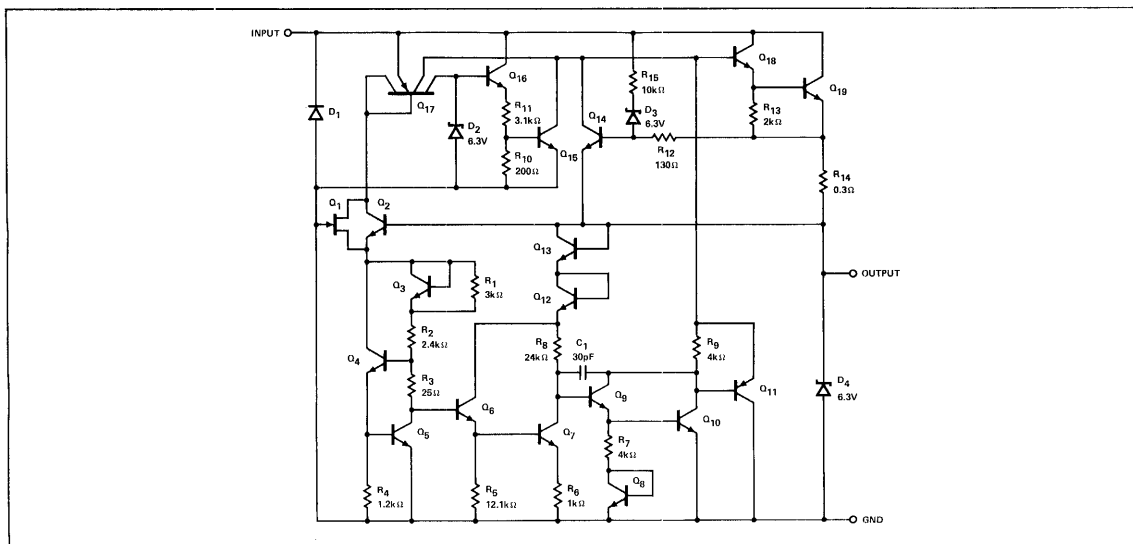 INPUT
Q18
Q16
R15
10kΩ
Q19
Q17
R11
3.1kΩ
D3
6.3V
R13
2kΩ
D1
D2
6.3V
Q14
Q15
R10
200Ω
R12
130Ω
R14
0.3Ω
Q1
Q2
Q13
OUTPUT
Q3
R1
3kΩ
Q12
R2
2.4kΩ
R8
24kΩ
C1
30pF
R9
4kΩ
Q4
D4
6.3V
R3
25Ω
Q11
Q6
Q9
Q5
Q7
Q10
R7
4kΩ
R4
1.2kΩ
R5
12.1kΩ
R6
1kΩ
Q8
GND